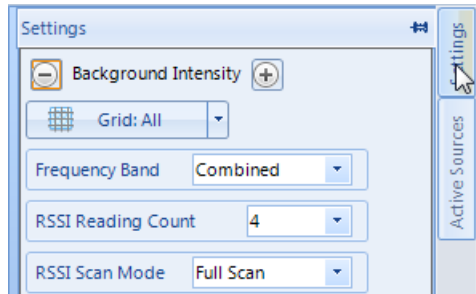 Settings
Background Intensity
Grid: All
Frequency Band Combined
RSSI Reading Count 4
RSSI Scan Mode Full Scan
Settings
Active Sources